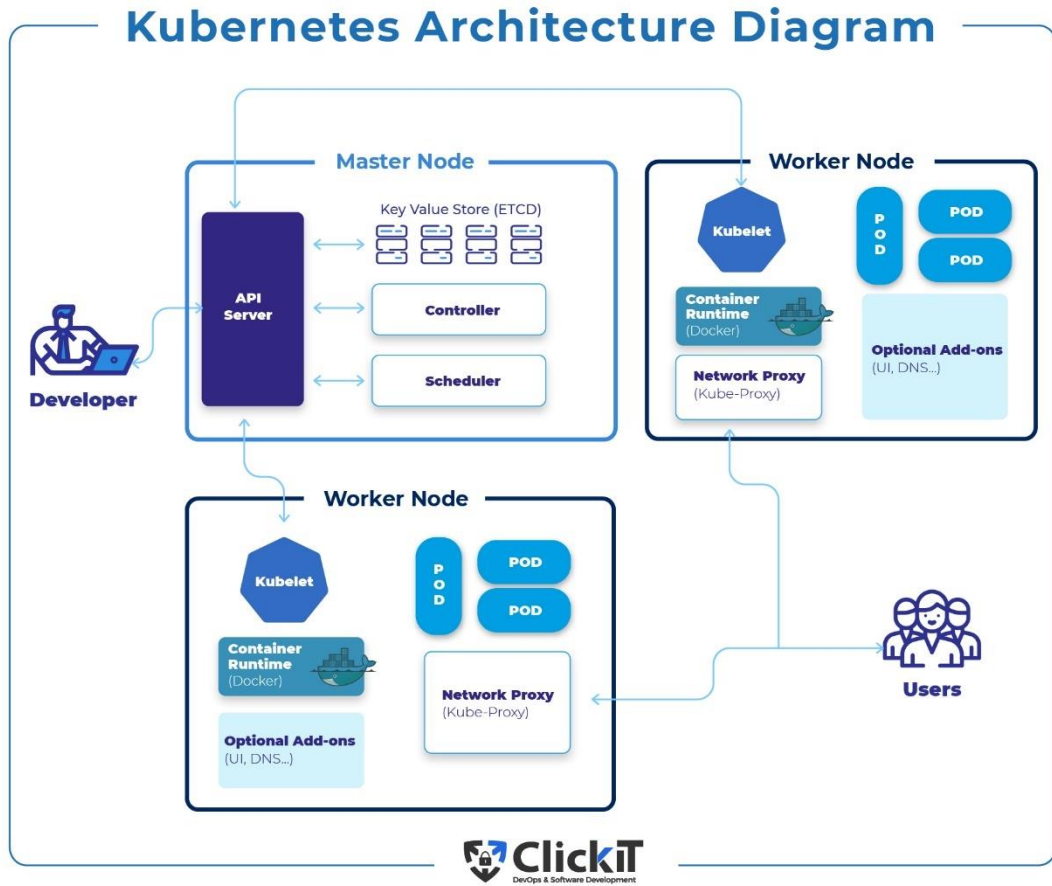 Kubernetes Architecture Diagram
Master Node
Key Value Store (ETCD)
API
Server
Controller
Scheduler
Developer
Worker Node
Kubelet
P
O
D
POD
POD
Container
Runtime
(Docker)
Network Proxy
(Kube-Proxy)
Optional Add-ons
(UI, DNS...)
Worker Node
Kubelet
P
O
D
POD
POD
Container
Runtime
(Docker)
Optional Add-ons
(UI, DNS...)
Network Proxy
(Kube-Proxy)
Users
ClickiT
DevOps & Software Development